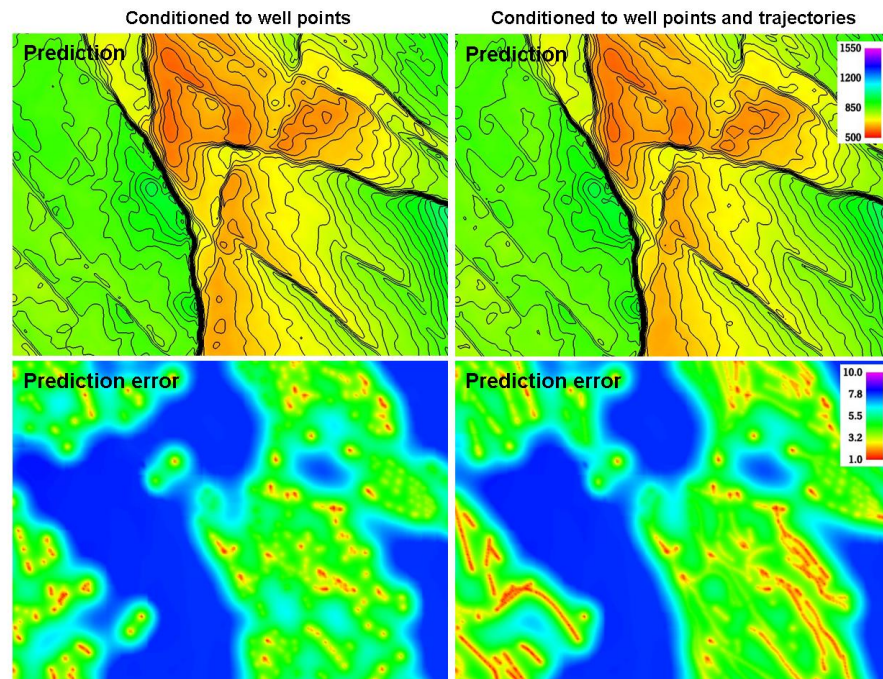 Conditioned to well points
Conditioned to well points and trajectories
Prediction
Prediction
1550
1200
850
500
Prediction error
Prediction error
10.0
7.8
5.5
3.2
1.0